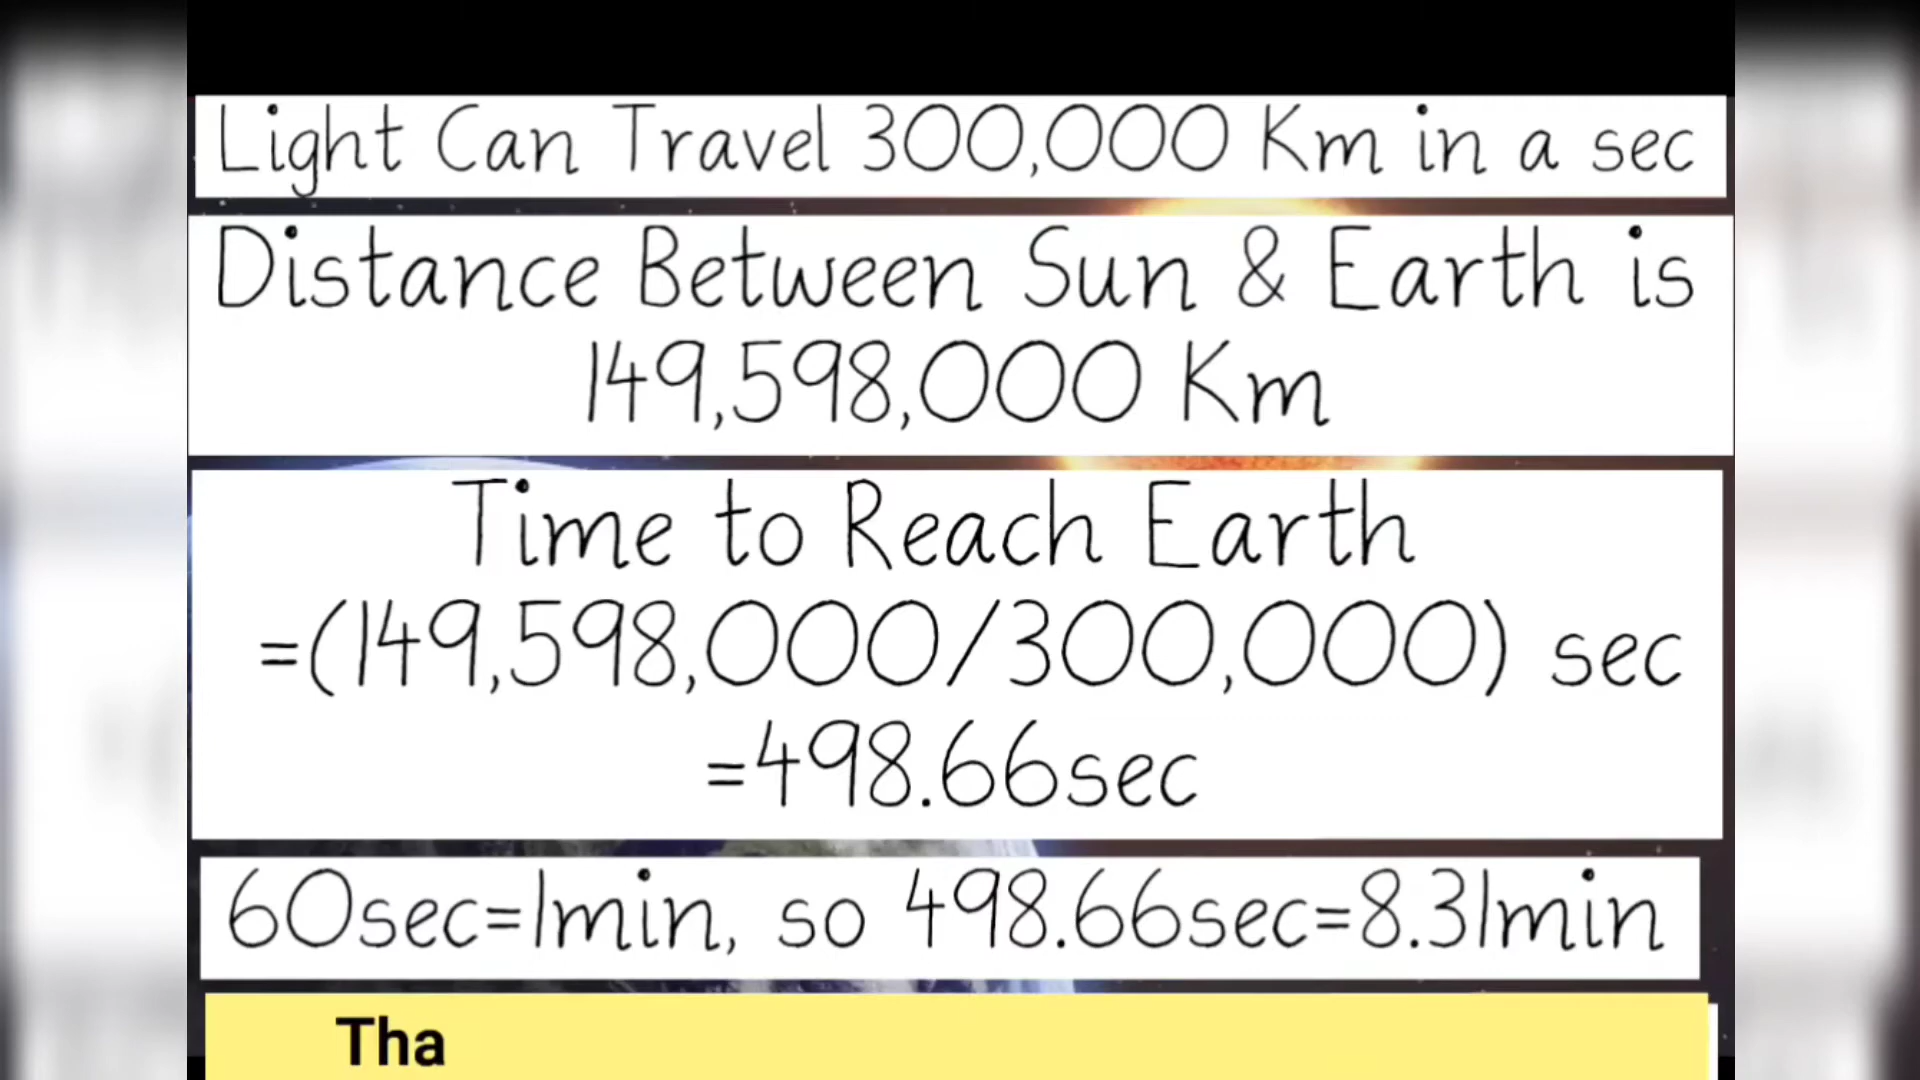 Light Can Travel 300,000 Km in a sec
Distance Between Sun & Earth is
149,598,000 Km
Time to Reach Earth
=(149,598,000/300,000) sec
=498.66sec
60sec=1min, so 498.66sec=8.31min
Tha